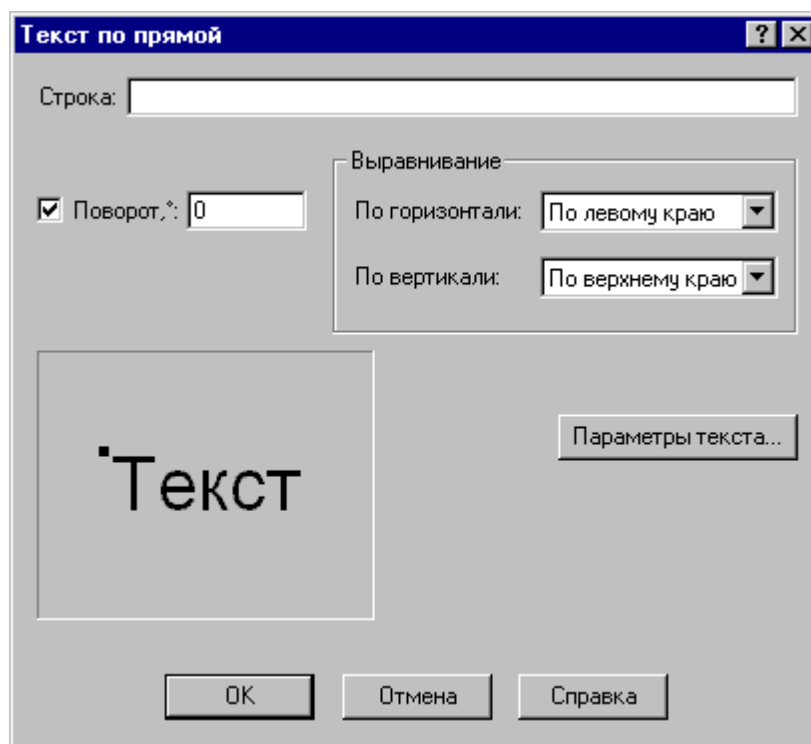 Текст по прямой
Строка:
Выравнивание
Поворот,°: 0
По горизонтали: По левому краю
По вертикали: По верхнему краю
Текст
Параметры текста...
OK Отмена Справка